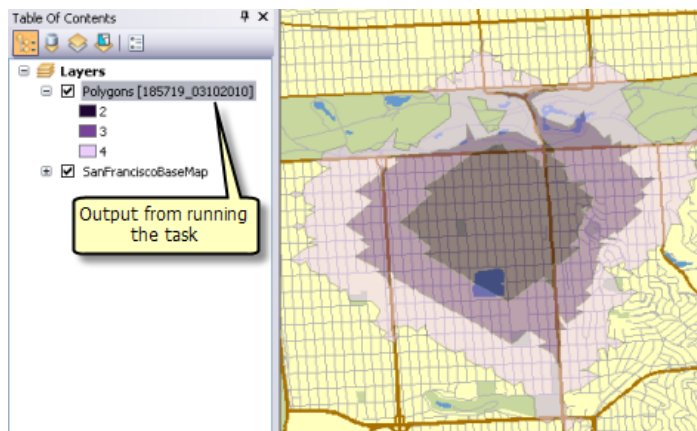 Table Of Contents
Layers
Polygons [185719_03102010]
2
3
4
SanFranciscoBaseMap
Output from running
the task